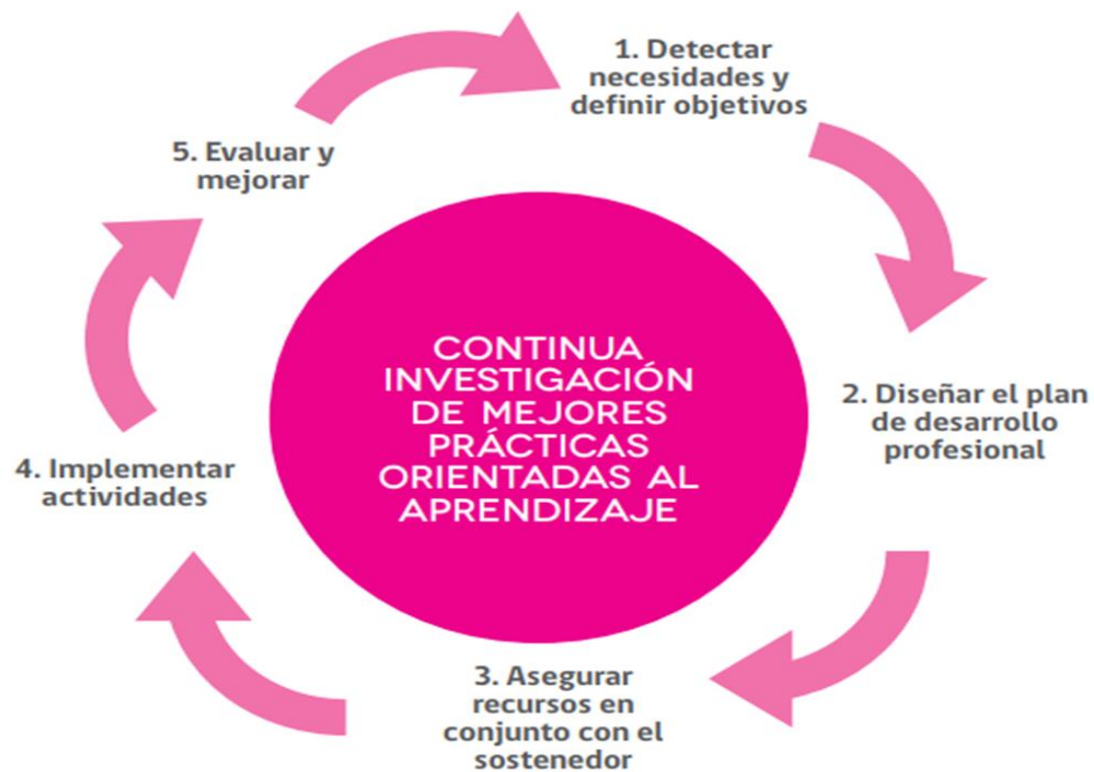 1. Detectar
necesidades y
definir objetivos
2. Diseñar el plan
de desarrollo
profesional
3. Asegurar
recursos en
conjunto con el
sostenedor
4. Implementar
actividades
5. Evaluar y
mejorar
CONTINUA
INVESTIGACIÓN
DE MEJORES
PRÁCTICAS
ORIENTADAS AL
APRENDIZAJE